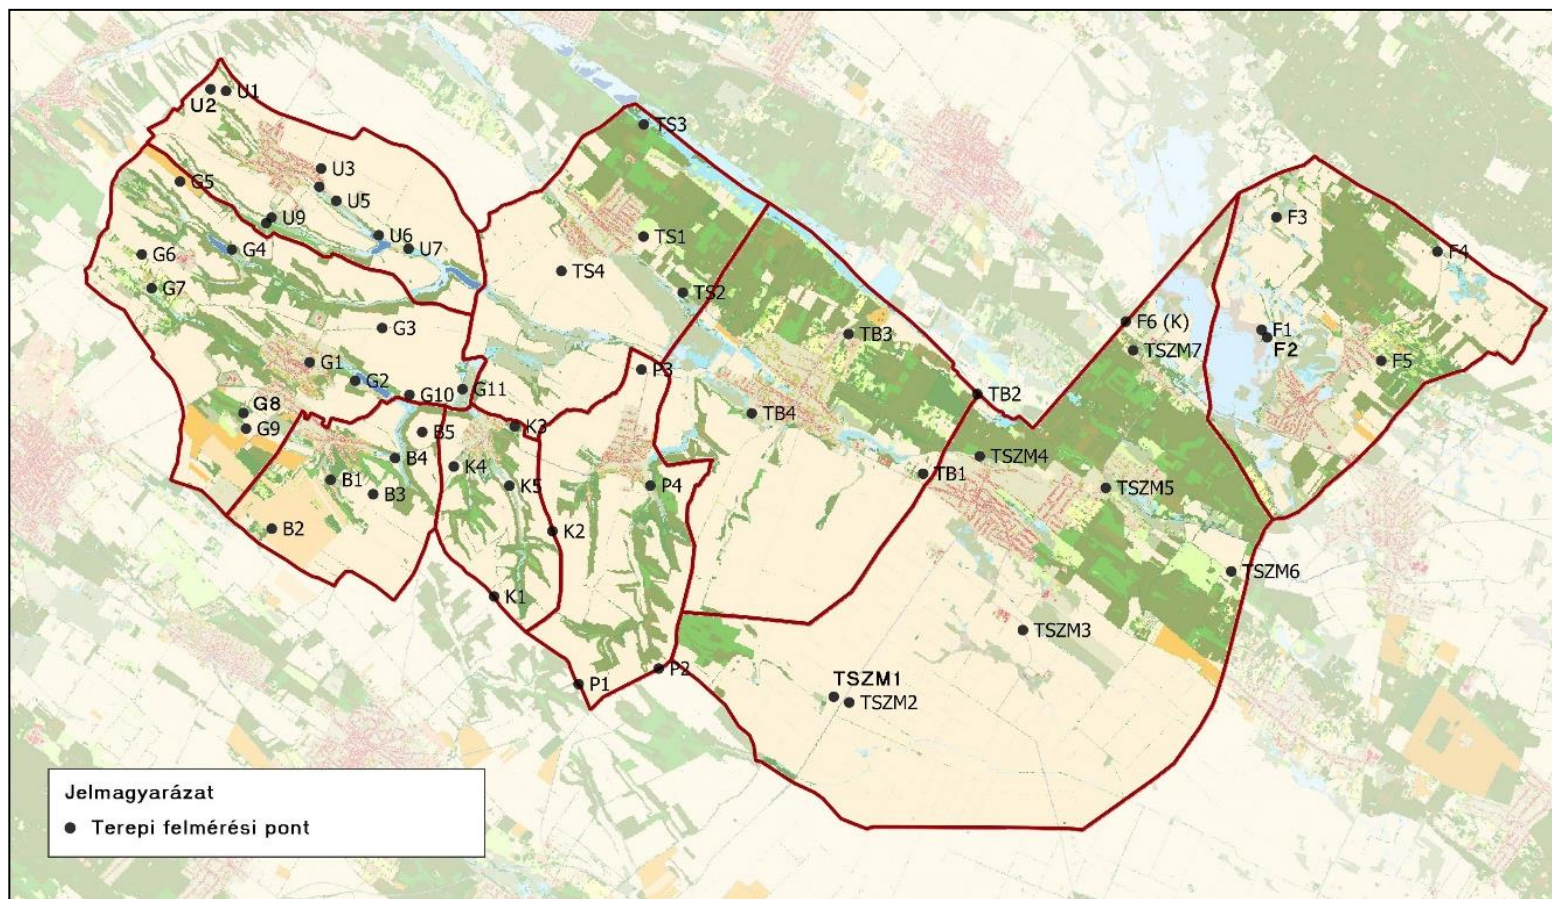 U2
U1
TS3
U3
G5
U5
F3
U9
U6
U7
TS1
F4
G4
G6
TS4
G7
TS2
F6 (K)
G3
TB3
F1
F2
TSZM7
G1
P3
F5
G2
G11
G10
TB2
G8
TB4
G9
K3
B5
B4
K4
TSZM4
TB1
B1
B3
K5
P4
TSZM5
B2
K2
TSZM6
K1
TSZM3
P2
P1
TSZM1
TSZM2
Jelmagyarázat
Terepi felmérési pont